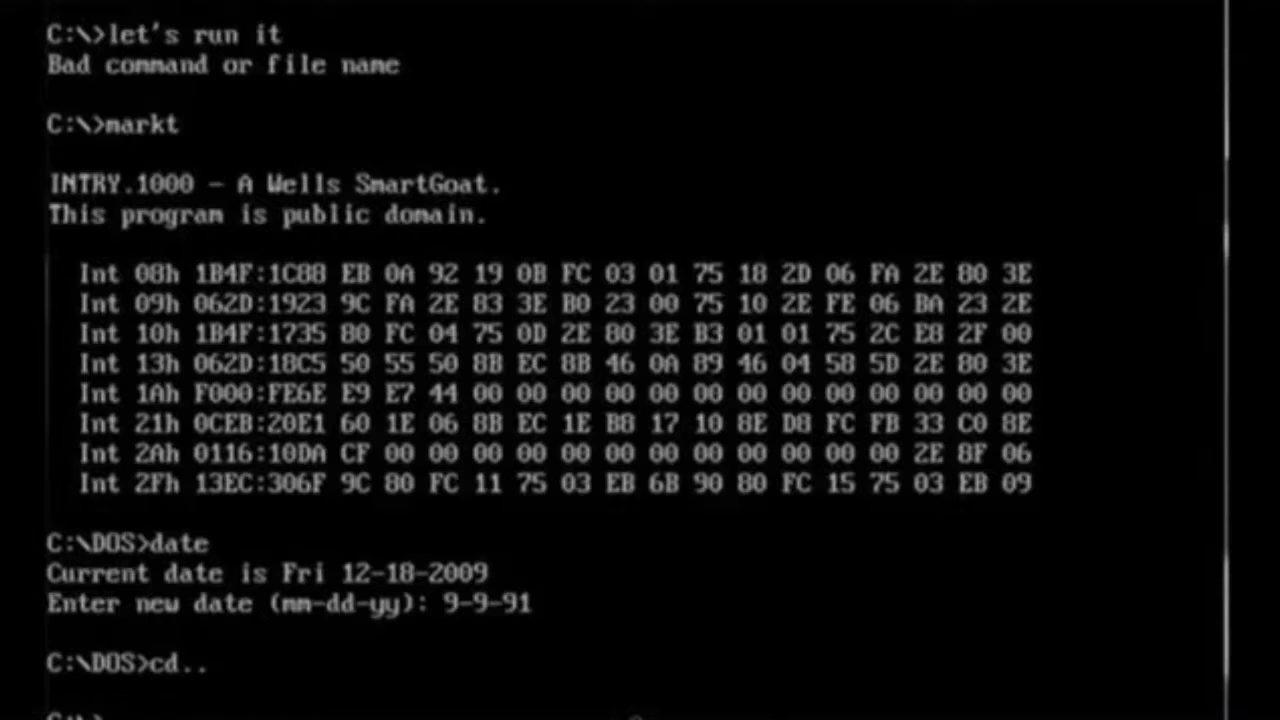 C:\>let's run it
Bad command or file name
C:\>markt
INTRY.1000 - A Wells SmartGoat.
This program is public domain.
Int 08h 1B4F:1C88 EB 0A 92 19 0B FC 03 01 75 18 2D 06 FA 2E 80 3E
Int 09h 062D:1923 9C FA 2E 83 3E B0 23 00 75 10 2E FE 06 BA 23 2E
Int 10h 1B4F:1735 80 FC 04 75 0D 2E 80 3E B3 01 01 75 2C E8 2F 00
Int 13h 062D:18C5 50 55 50 8B EC 8B 46 0A 89 46 04 58 5D 2E 80 3E
Int 1Ah F000:FE6E E9 E7 44 00 00 00 00 00 00 00 00 00 00 00 00 00
Int 21h 0CEB:20E1 60 1E 06 8B EC 1E B8 17 10 8E D8 FC FB 33 C0 8E
Int 2Ah 0116:10DA CF 00 00 00 00 00 00 00 00 00 00 00 00 2E 8F 06
Int 2Fh 13EC:306F 9C 80 FC 11 75 03 EB 6B 90 80 FC 15 75 03 EB 09
C:\DOS>date
Current date is Fri 12-18-2009
Enter new date (mm-dd-yy): 9-9-91
C:\DOS>cd..
C:\>